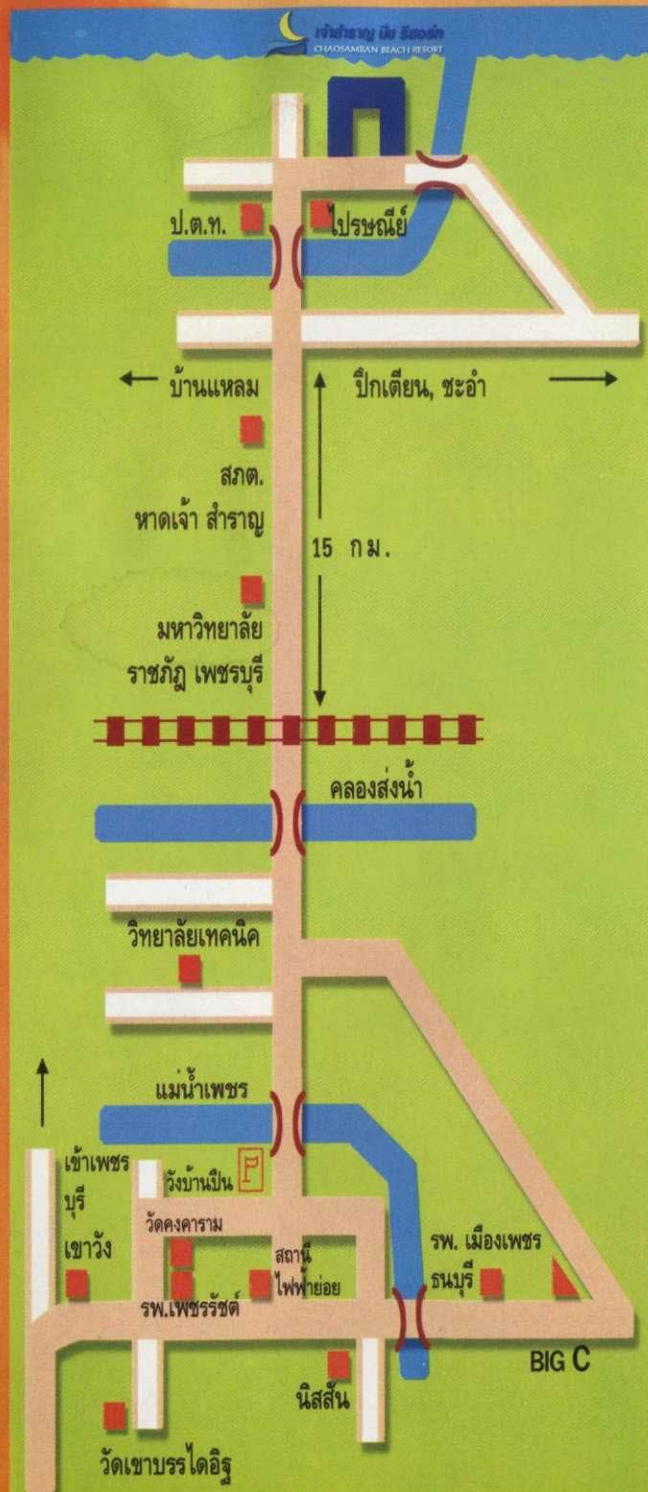 เจ้าสำราญ บีช รีสอร์ท
CHAOSAMRAN BEACH RESORT
ป.ต.ท.
ไปรษณีย์
บ้านแหลม
ปึกเตียน, ชะอำ
สภต.
หาดเจ้า สำราญ
15 กม.
มหาวิทยาลัย
ราชภัฎ เพชรบุรี
คลองส่งน้ำ
วิทยาลัยเทคนิค
แม่น้ำเพชร
เข้าเพชร
บุรี
วังบ้านปืน
วัดคงคาราม
เขาวัง
รพ.เพชรรัชต์
สถานี
ไฟฟ้าย่อย
รพ. เมืองเพชร
ธนบุรี
BIG C
นิสสัน
วัดเขาบรรไดอิฐ